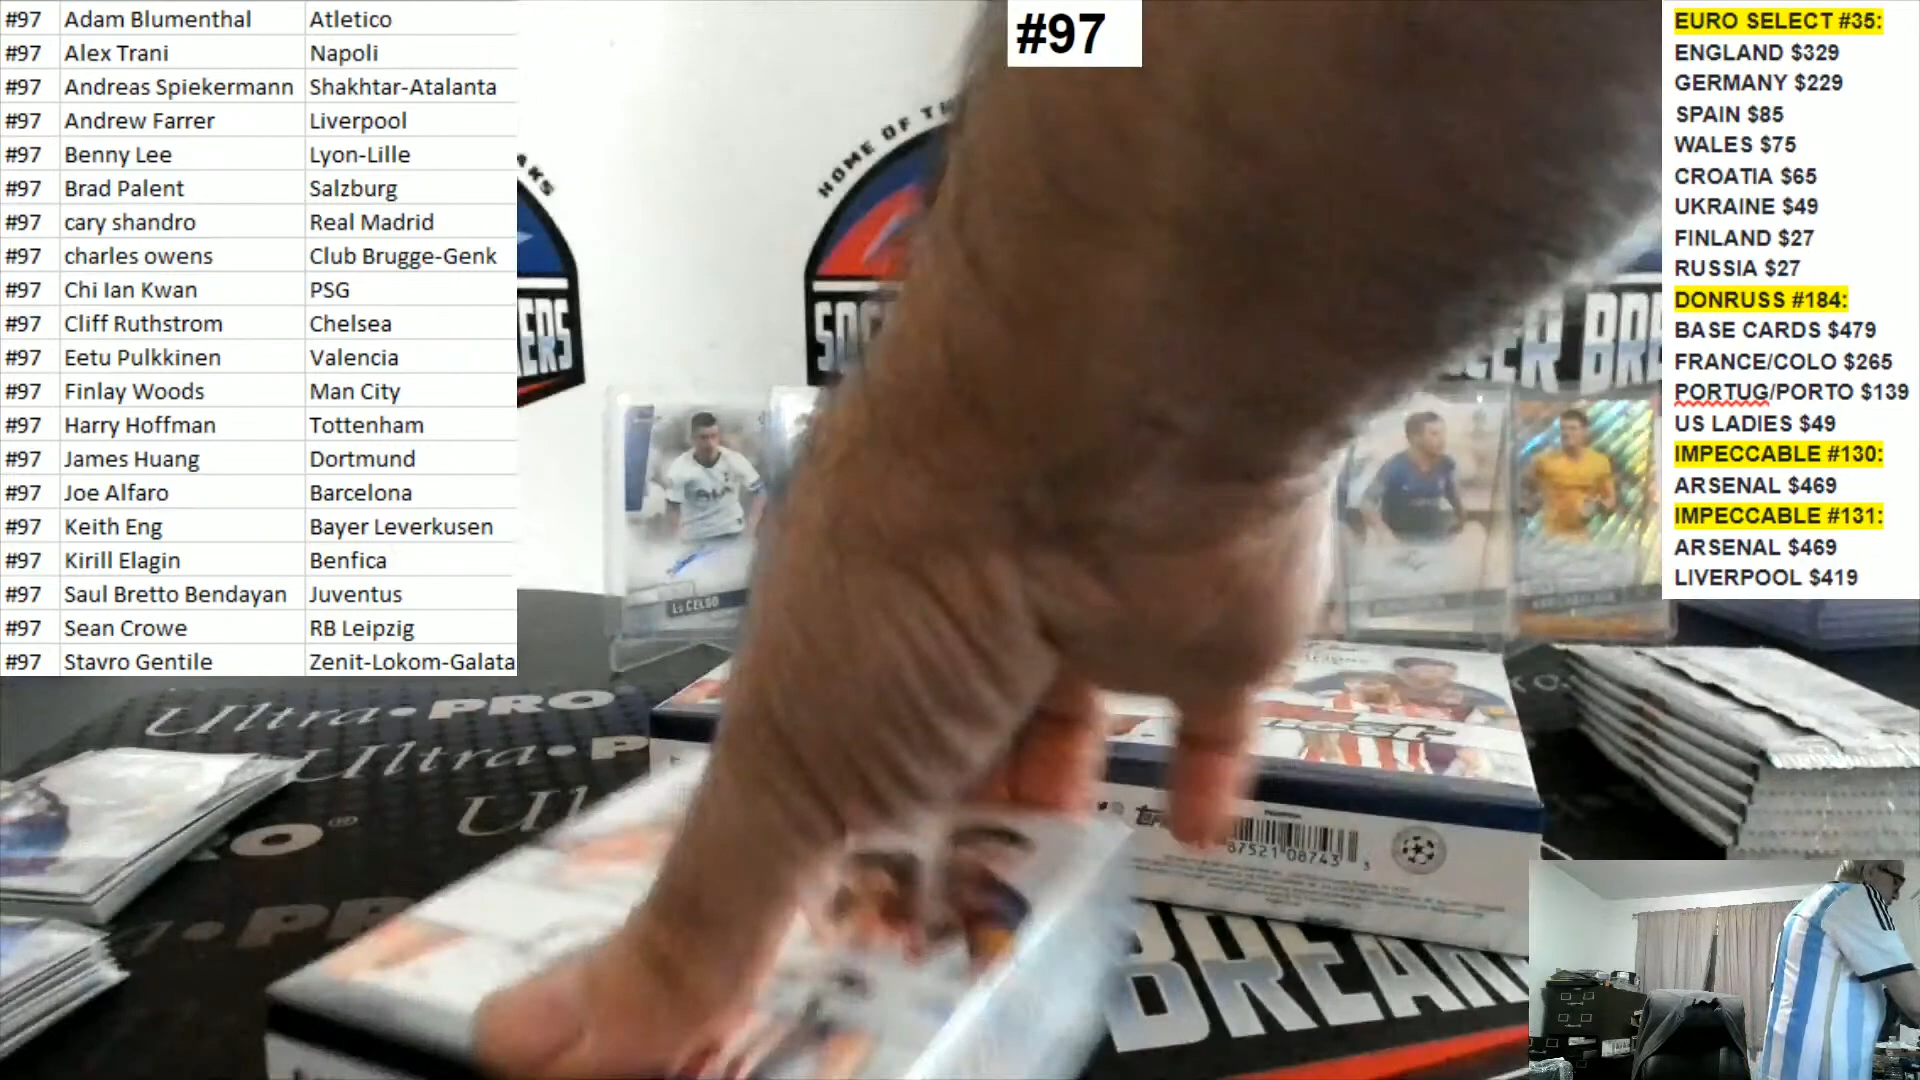 #97 Adam Blumenthal Atletico
#97 Alex Trani Napoli
#97 Andreas Spiekermann Shakhtar-Atalanta
#97 Andrew Farrer Liverpool
#97 Benny Lee Lyon-Lille
#97 Brad Palent Salzburg
#97 cary shandro Real Madrid
#97 charles owens Club Brugge-Genk
#97 Chi Ian Kwan PSG
#97 Cliff Ruthstrom Chelsea
#97 Eetu Pulkkinen Valencia
#97 Finlay Woods Man City
#97 Harry Hoffman Tottenham
#97 James Huang Dortmund
#97 Joe Alfaro Barcelona
#97 Keith Eng Bayer Leverkusen
#97 Kirill Elagin Benfica
#97 Saul Bretto Bendayan Juventus
#97 Sean Crowe RB Leipzig
#97 Stavro Gentile Zenit-Lokom-Galata
#97
EURO SELECT #35:
ENGLAND $329
GERMANY $229
SPAIN $85
WALES $75
CROATIA $65
UKRAINE $49
FINLAND $27
RUSSIA $27
DONRUSS #184:
BASE CARDS $479
FRANCE/COLO $265
PORTUG/PORTO $139
US LADIES $49
IMPECCABLE #130:
ARSENAL $469
IMPECCABLE #131:
ARSENAL $469
LIVERPOOL $419
HOME OF
Lo CELSO
Ultra PRO
Ultra PRO
87521 08743